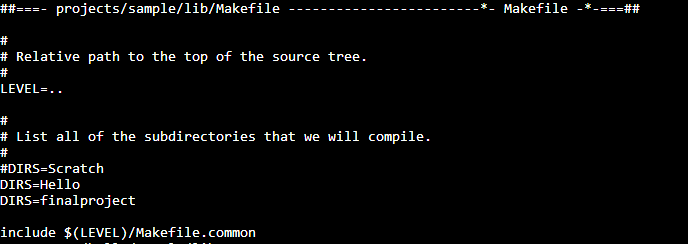 ##===- projects/sample/lib/Makefile ------------------------*- Makefile -*-===##
#
# Relative path to the top of the source tree.
#
LEVEL=..
#
# List all of the subdirectories that we will compile.
#
#DIRS=Scratch
DIRS=Hello
DIRS=finalproject
include $(LEVEL)/Makefile.common